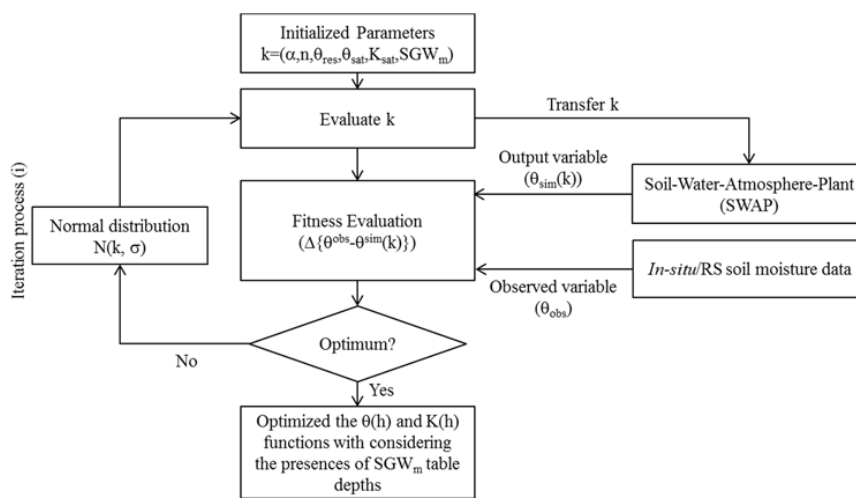 Initialized Parameters
k=(α,n,θres,θsat,Ksat,SGWm)
Evaluate k
Transfer k
Output variable
(θsim(k))
Soil-Water-Atmosphere-Plant
(SWAP)
Fitness Evaluation
(Δ{θobs-θsim(k)})
Normal distribution
N(k, σ)
Iteration process (i)
In-situ/RS soil moisture data
Observed variable
(θobs)
Optimum?
No
Yes
Optimized the θ(h) and K(h)
functions with considering
the presences of SGWm table
depths